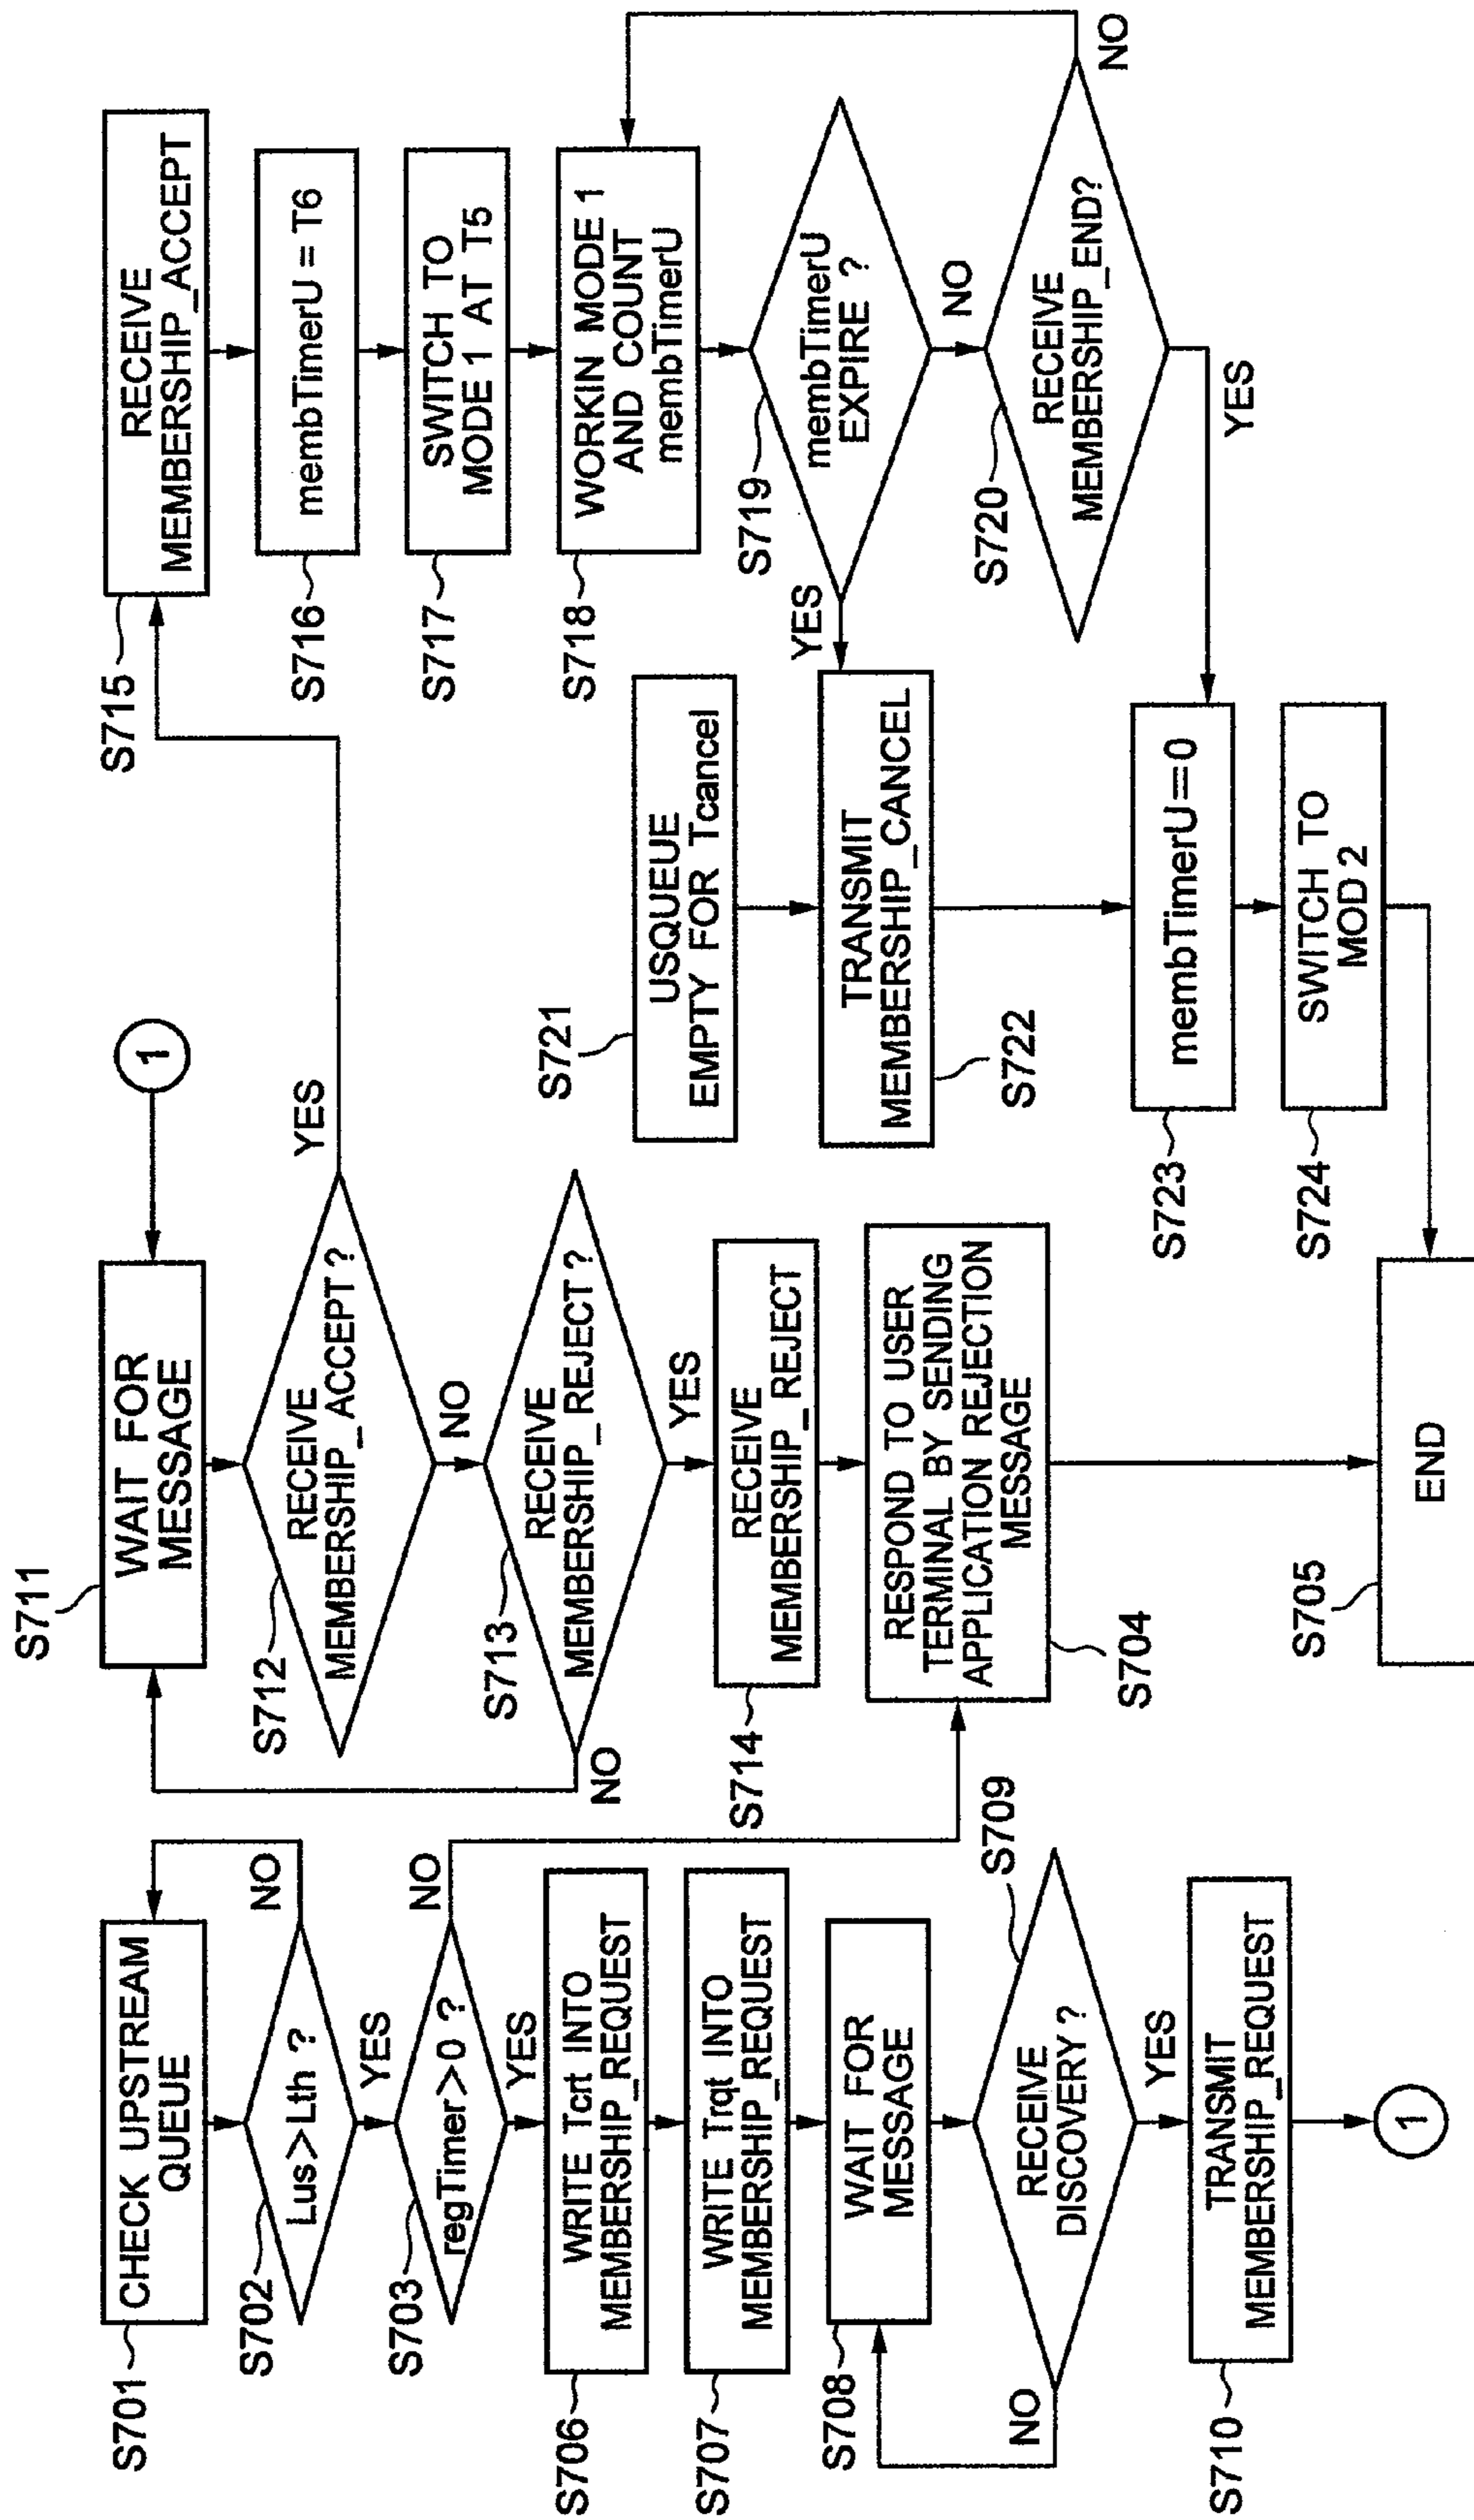 S701
CHECK UPSTREAM
QUEUE
S702
Lus>Lth ?
NO
YES
S703
regTimer>0 ?
NO
YES
S706
WRITE Tcrt INTO
MEMBERSHIP_REQUEST
S707
WRITE Trqt INTO
MEMBERSHIP_REQUEST
S708
WAIT FOR
MESSAGE
S709
RECEIVE
DISCOVERY ?
NO
YES
S710
TRANSMIT
MEMBERSHIP_REQUEST
1
1
S711
WAIT FOR
MESSAGE
S712
RECEIVE
MEMBERSHIP_ACCEPT ?
YES
NO
S713
RECEIVE
MEMBERSHIP_REJECT ?
NO
YES
S714
RECEIVE
MEMBERSHIP_REJECT
RESPOND TO USER
TERMINAL BY SENDING
APPLICATION REJECTION
MESSAGE
S704
S705
END
S715
RECEIVE
MEMBERSHIP_ACCEPT
S716
membTimerU = T6
S717
SWITCH TO
MODE 1 AT T5
S718
WORKIN MODE 1
AND COUNT
membTimerU
S719
membTimerU
EXPIRE ?
YES
NO
S720
RECEIVE
MEMBERSHIP_END?
NO
YES
S721
USQUEUE
EMPTY FOR Tcancel
TRANSMIT
MEMBERSHIP_CANCEL
S722
S723
membTimerU=0
S724
SWITCH TO
MOD 2